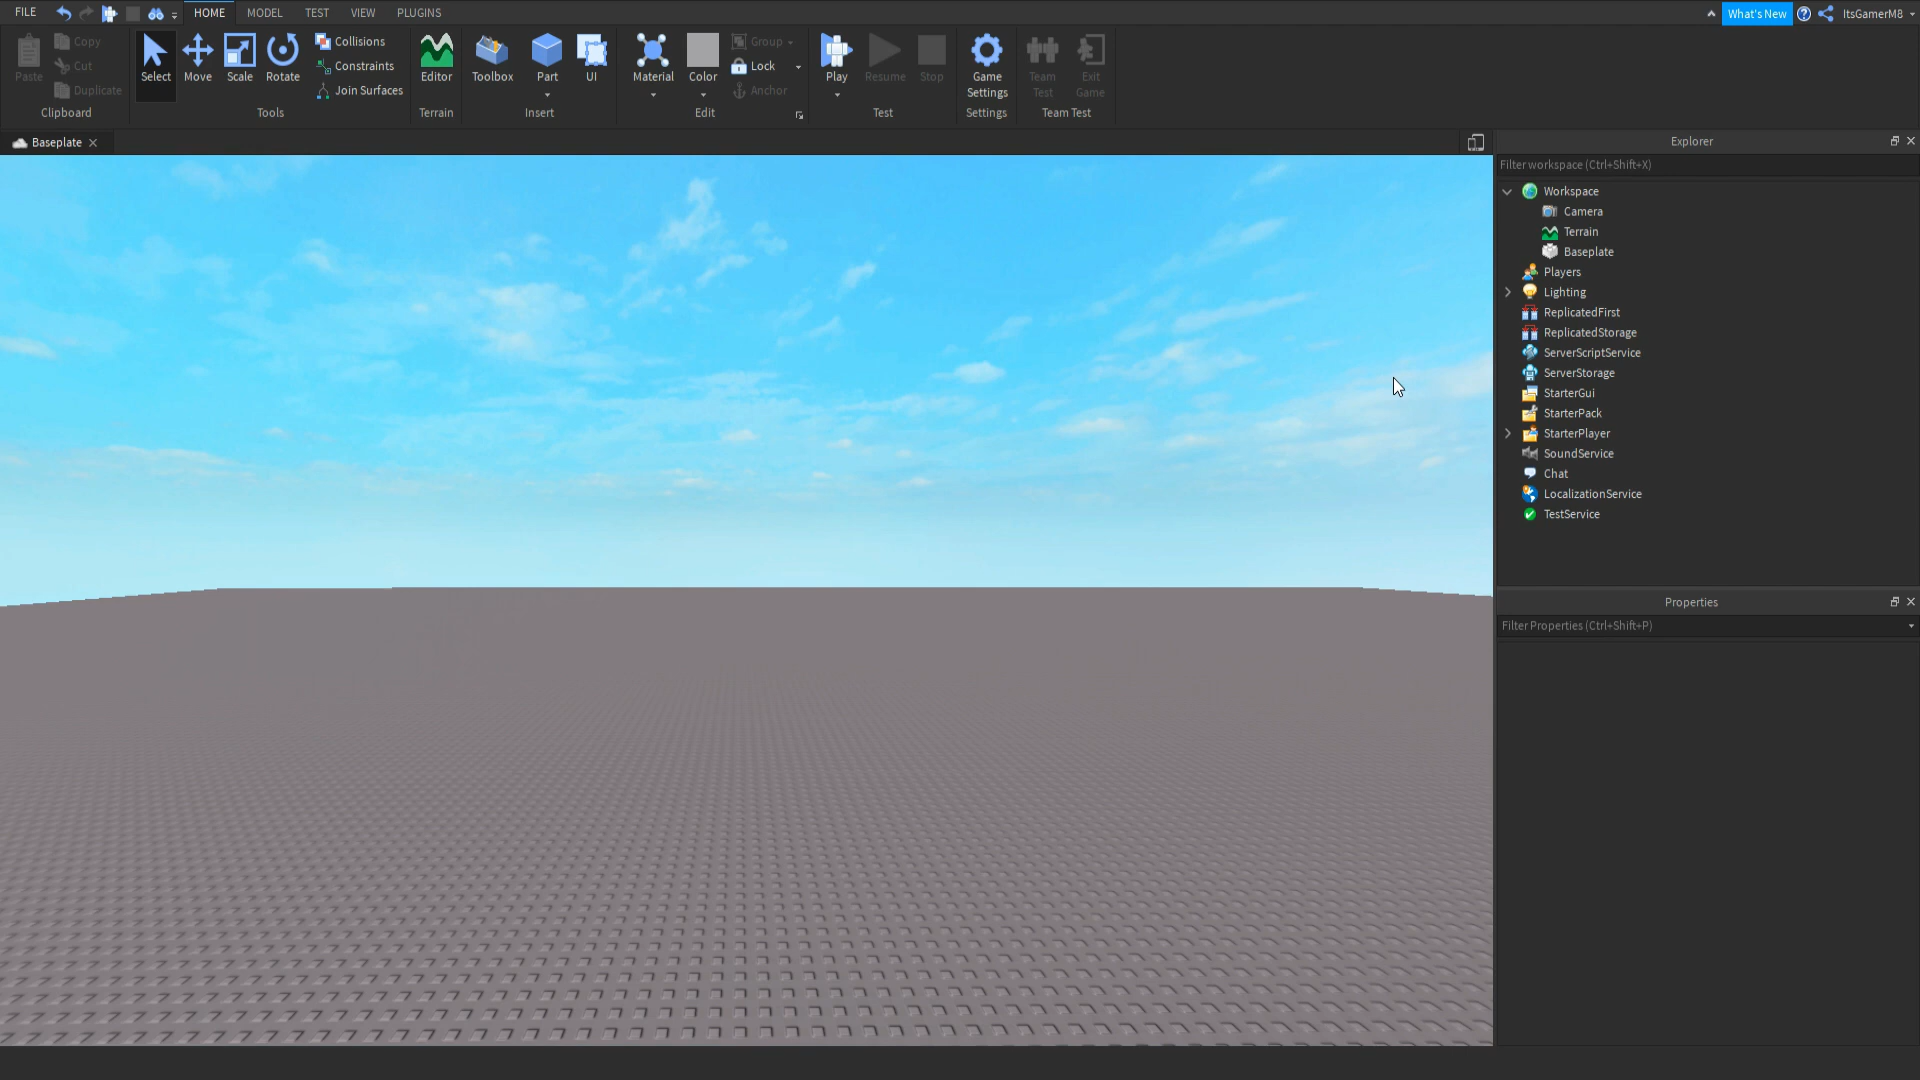 FILE HOME MODEL TEST VIEW PLUGINS What's New ItsGamerM8
Paste Copy Cut Duplicate
Clipboard
Select Move Scale Rotate Collisions Constraints Join Surfaces
Tools
Editor
Terrain
Toolbox Part UI
Insert
Material Color Group Lock Anchor
Edit
Play Resume Stop
Test
Game Settings
Settings
Team Test Exit Game
Team Test
Baseplate
Explorer
Filter workspace (Ctrl+Shift+X)
Workspace
Camera
Terrain
Baseplate
Players
Lighting
ReplicatedFirst
ReplicatedStorage
ServerScriptService
ServerStorage
StarterGui
StarterPack
StarterPlayer
SoundService
Chat
LocalizationService
TestService
Properties
Filter Properties (Ctrl+Shift+P)